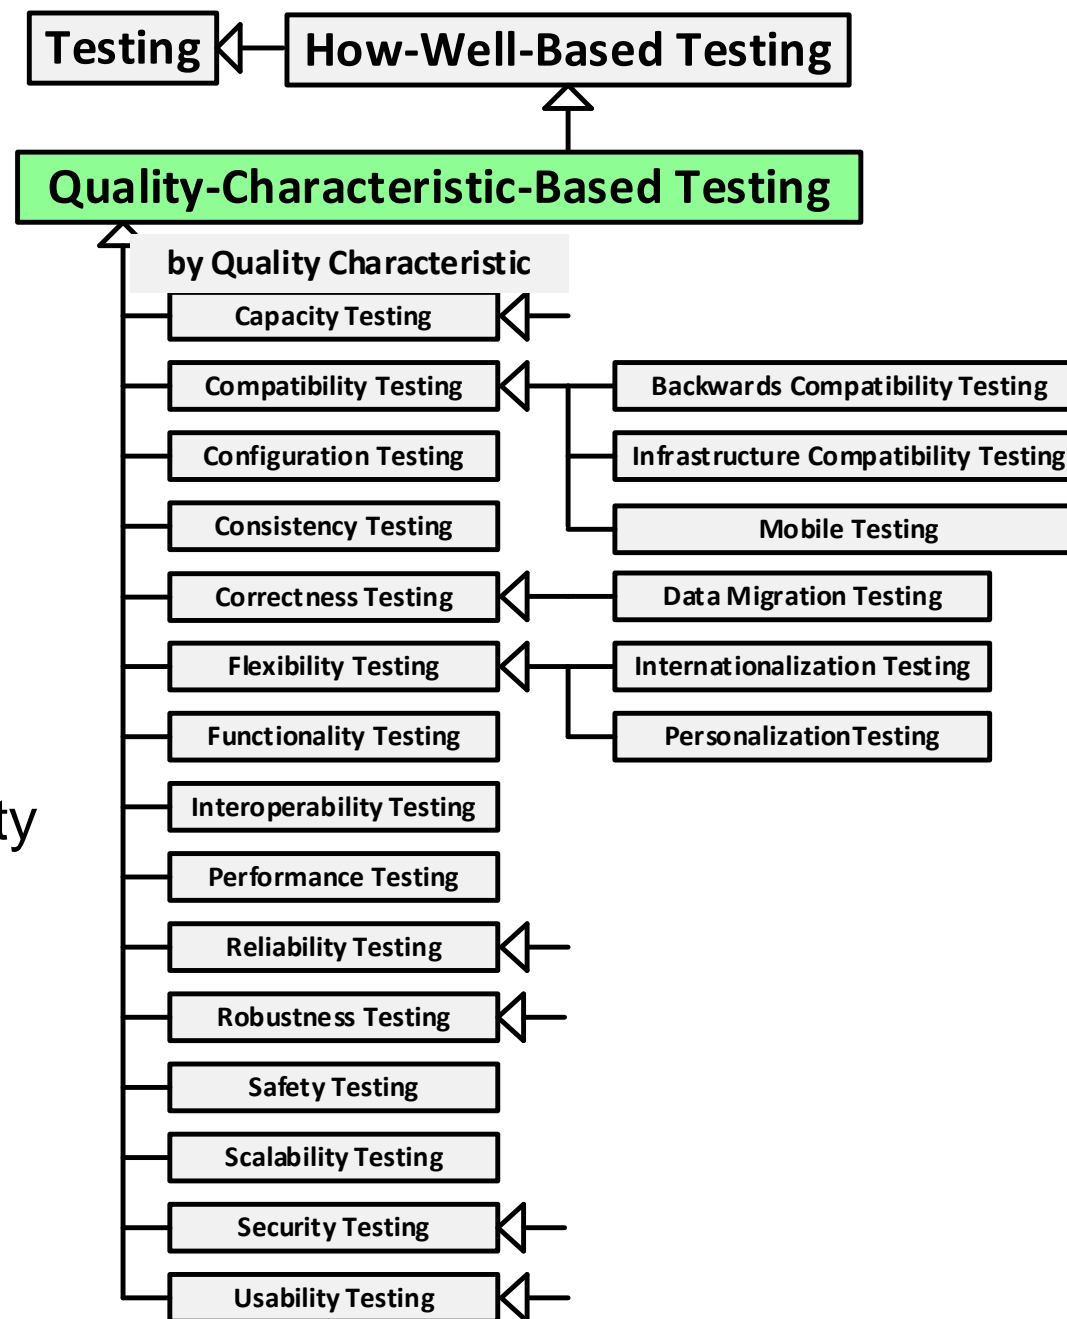 Testing
How-Well-Based Testing
Quality-Characteristic-Based Testing
by Quality Characteristic
Capacity Testing
Compatibility Testing
Backwards Compatibility Testing
Configuration Testing
Infrastructure Compatibility Testing
Consistency Testing
Mobile Testing
Correctness Testing
Data Migration Testing
Flexibility Testing
Internationalization Testing
Functionality Testing
PersonalizationTesting
Interoperability Testing
ty
Performance Testing
Reliability Testing
Robustness Testing
Safety Testing
Scalability Testing
Security Testing
Usability Testing